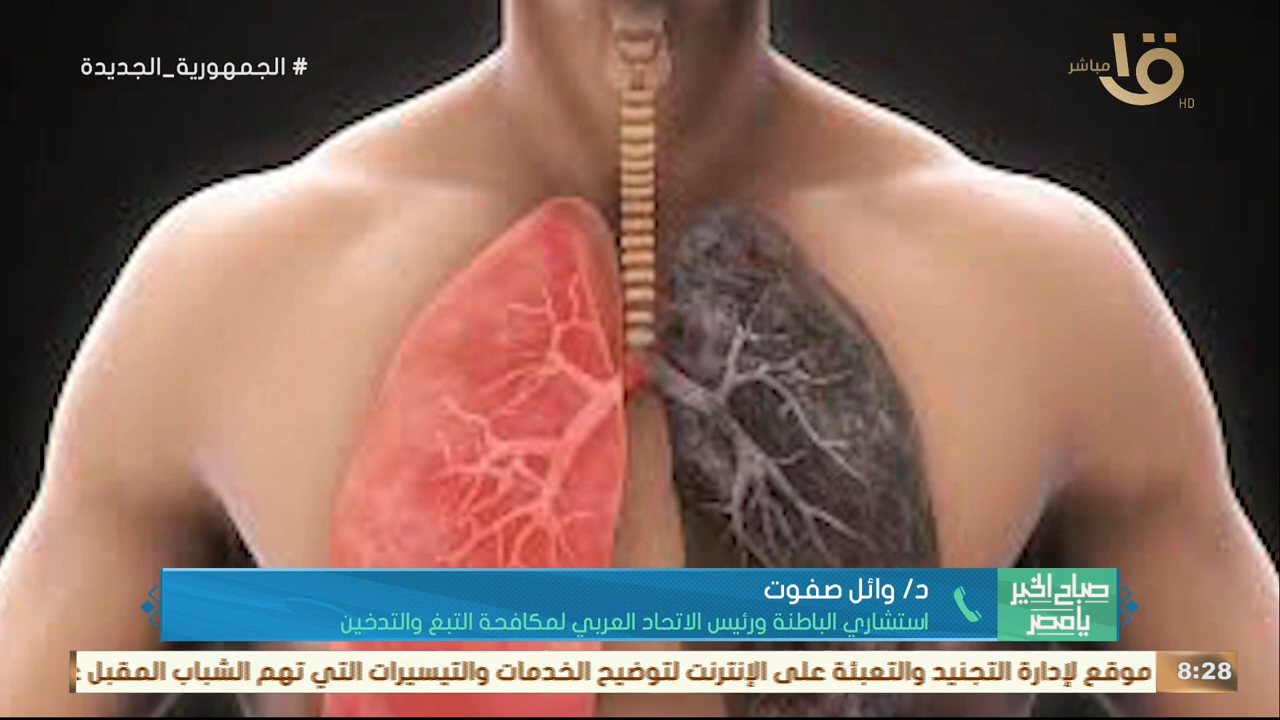 # الجمهورية_الجديدة
مباشر
HD
صباح الخير
يا مصر
د/ وائل صفوت
استشاري الباطنة ورئيس الاتحاد العربي لمكافحة التبغ والتدخين
8:28
موقع لإدارة التجنيد والتعبئة على الإنترنت لتوضيح الخدمات والتيسيرات التي تهم الشباب المقبل